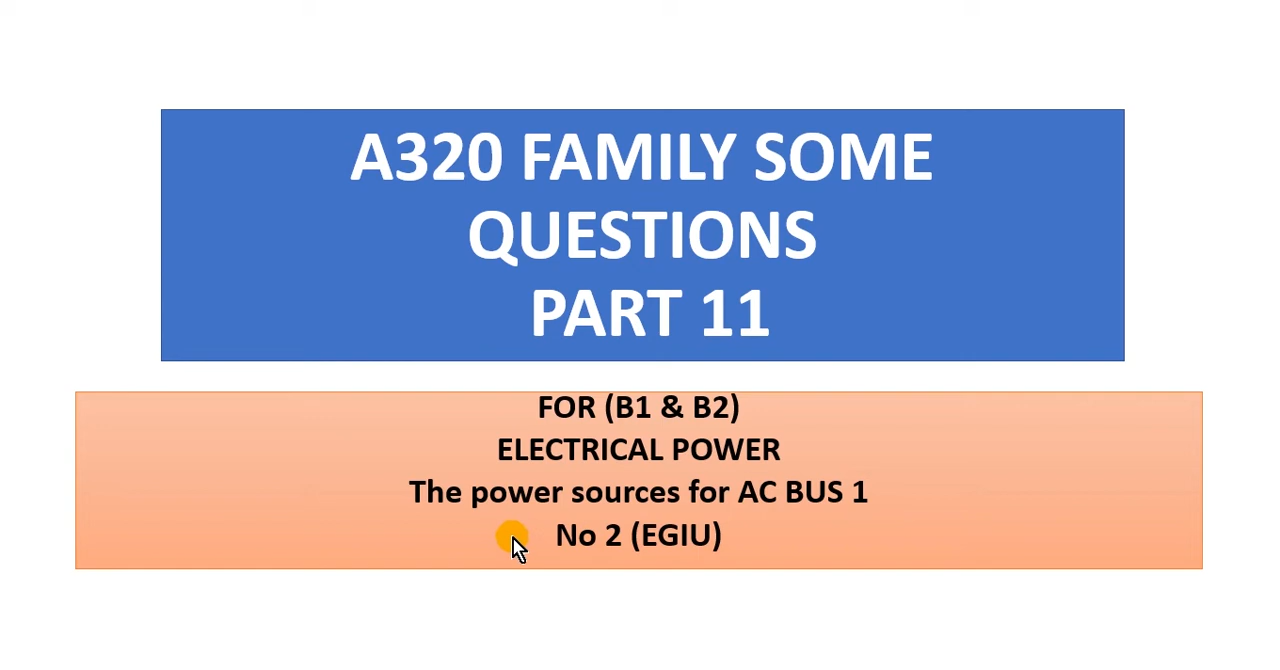 A320 FAMILY SOME
QUESTIONS
PART 11
FOR (B1 & B2)
ELECTRICAL POWER
The power sources for AC BUS 1
No 2 (EGIU)